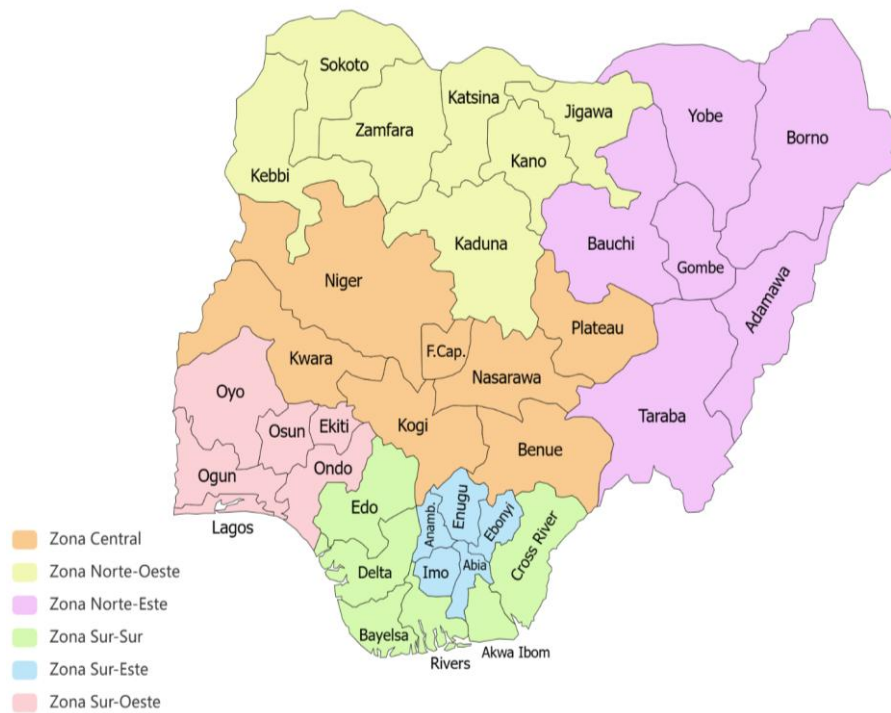 Sokoto
Katsina
Jigawa
Yobe
Borno
Zamfara
Kano
Kebbi
Kaduna
Bauchi
Gombe
Adamawa
Niger
Plateau
F.Cap.
Kwara
Nasarawa
Oyo
Taraba
Kogi
Osun
Ekiti
Benue
Ogun
Ondo
Edo
Anamb.
Enugu
Ebonyi
Lagos
Cross River
Delta
Imo
Abia
Bayelsa
Rivers
Akwa Ibom
Zona Central
Zona Norte-Oeste
Zona Norte-Este
Zona Sur-Sur
Zona Sur-Este
Zona Sur-Oeste